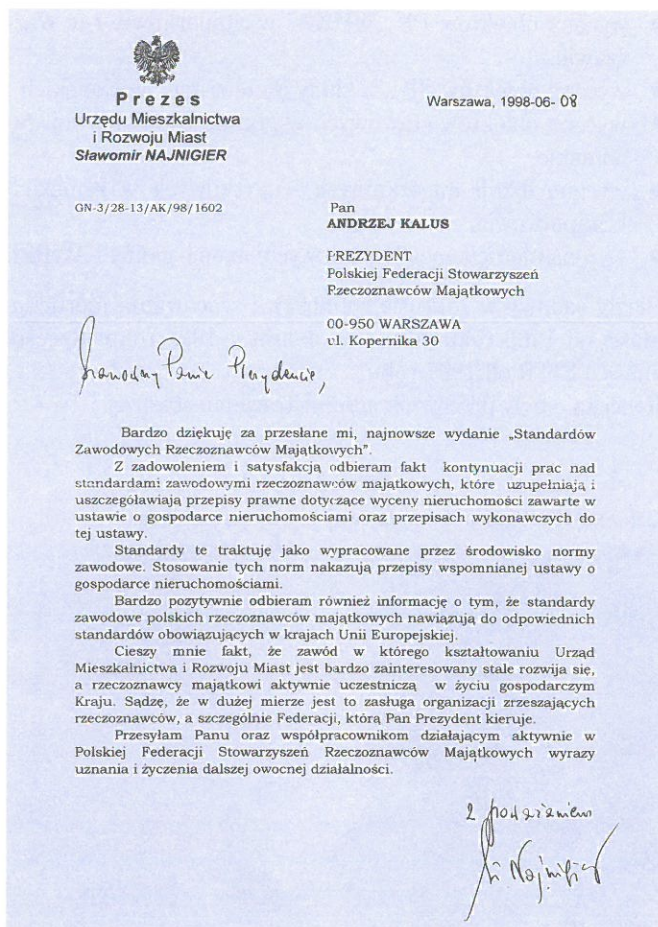 Prezes
Urzędu Mieszkalnictwa
i Rozwoju Miast
Sławomir NAJNIGIER
Warszawa, 1998-06- 08
GN-3/28-13/AK/98/1602
Pan
ANDRZEJ KALUS
PREZYDENT
Polskiej Federacji Stowarzyszeń
Rzeczoznawców Majątkowych
00-950 WARSZAWA
ul. Kopernika 30
Szanowny Panie Prezydencie,
Bardzo dziękuję za przesłane mi, najnowsze wydanie „Standardów
Zawodowych Rzeczoznawców Majątkowych".
Z zadowoleniem i satysfakcją odbieram fakt kontynuacji prac nad
standardami zawodowymi rzeczoznawców majątkowych, które uzupełniają i
uszczegóławiają przepisy prawne dotyczące wyceny nieruchomości zawarte w
ustawie o gospodarce nieruchomościami oraz przepisach wykonawczych do
tej ustawy.
Standardy te traktuję jako wypracowane przez środowisko normy
zawodowe. Stosowanie tych norm nakazują przepisy wspomnianej ustawy o
gospodarce nieruchomościami.
Bardzo pozytywnie odbieram również informację o tym, że standardy
zawodowe polskich rzeczoznawców majątkowych nawiązują do odpowiednich
standardów obowiązujących w krajach Unii Europejskiej.
Cieszy mnie fakt, że zawód w którego kształtowaniu Urząd
Mieszkalnictwa i Rozwoju Miast jest bardzo zainteresowany stale rozwija się,
a rzeczoznawcy majątkowi aktywnie uczestniczą w życiu gospodarczym
Kraju. Sądzę, że w dużej mierze jest to zasługa organizacji zrzeszających
rzeczoznawców, a szczególnie Federacji, którą Pan Prezydent kieruje.
Przesyłam Panu oraz współpracownikom działającym aktywnie w
Polskiej Federacji Stowarzyszeń Rzeczoznawców Majątkowych wyrazy
uznania i życzenia dalszej owocnej działalności.
Z poważaniem
S. Najnigier